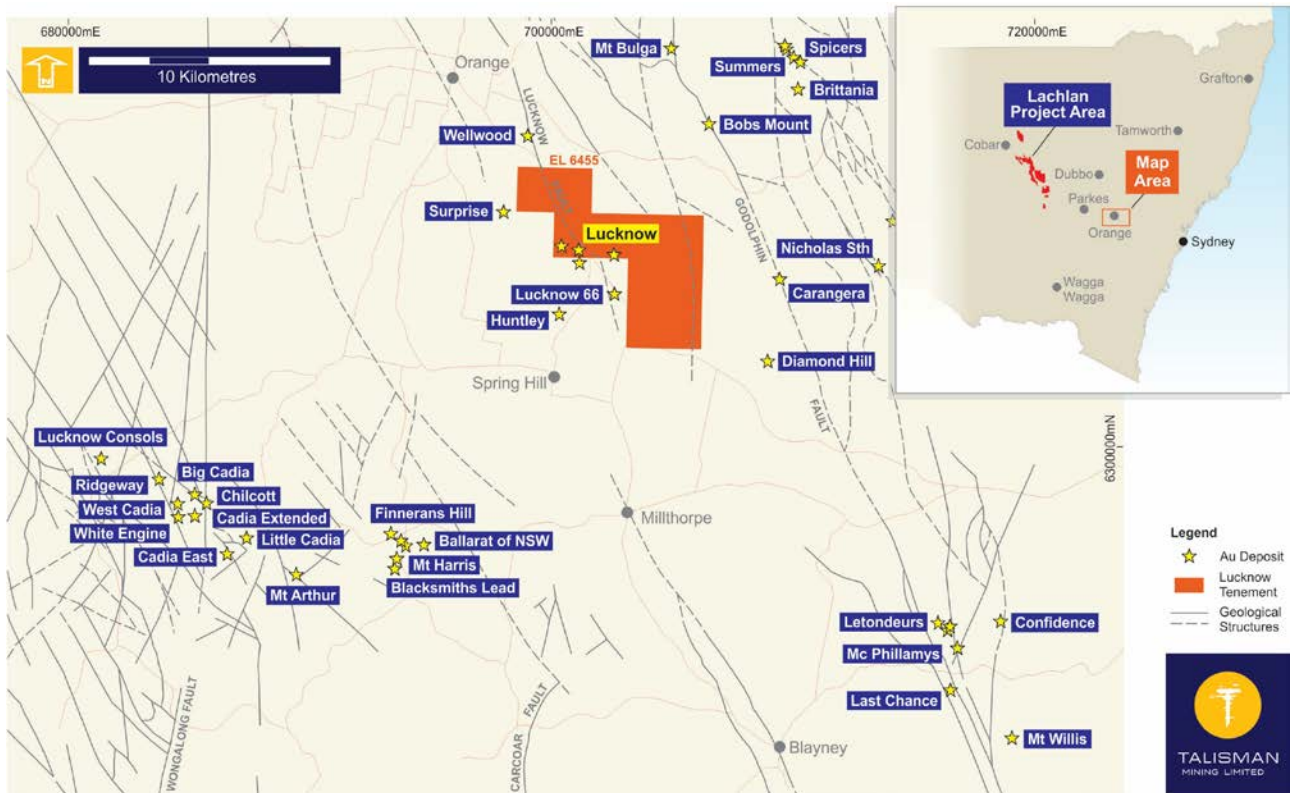 680000mE
700000mE
720000mE
N
10 Kilometres
Orange
LUCKNOW
Mt Bulga
Spicers
Summers
Brittania
Wellwood
Bobs Mount
EL 6455
Surprise
Lucknow
GODOLPHIN
Nicholas Sth
Lucknow 66
Carangera
Huntley
Diamond Hill
Spring Hill
FAULT
6300000mN
Lucknow Consols
Ridgeway
Big Cadia
West Cadia
Chilcott
White Engine
Cadia Extended
Cadia East
Little Cadia
Mt Arthur
Finnerans Hill
Ballarat of NSW
Mt Harris
Blacksmiths Lead
Millthorpe
Letondeurs
Confidence
Mc Phillamys
Last Chance
Mt Willis
Blayney
WONGALONG FAULT
CARCOAR
FAULT
Grafton
Lachlan
Project Area
Tamworth
Cobar
Map
Area
Dubbo
Parkes
Orange
Sydney
Wagga
Wagga
Legend
Au Deposit
Lucknow
Tenement
Geological
Structures
TALISMAN
MINING LIMITED